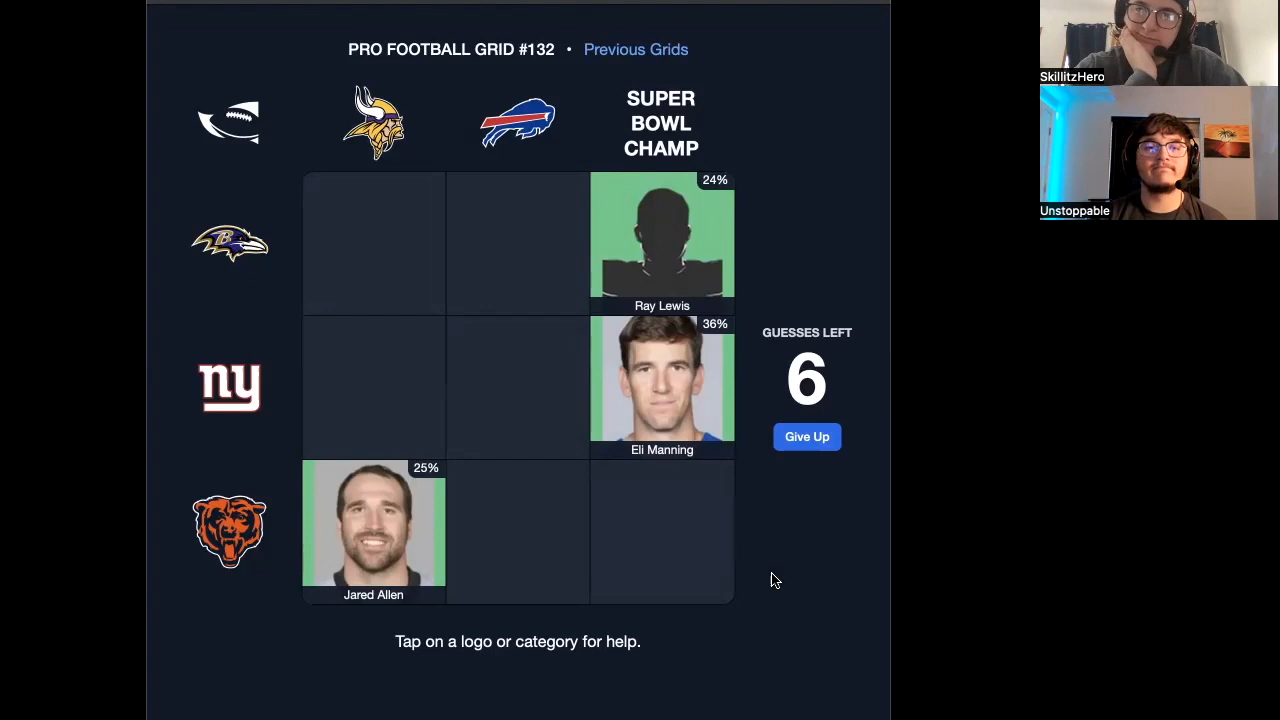 PRO FOOTBALL GRID #132 • Previous Grids
SUPER
BOWL
CHAMP
24%
Ray Lewis
36%
Eli Manning
25%
Jared Allen
ny
GUESSES LEFT
6
Give Up
Tap on a logo or category for help.
SkillitzHero
Unstoppable